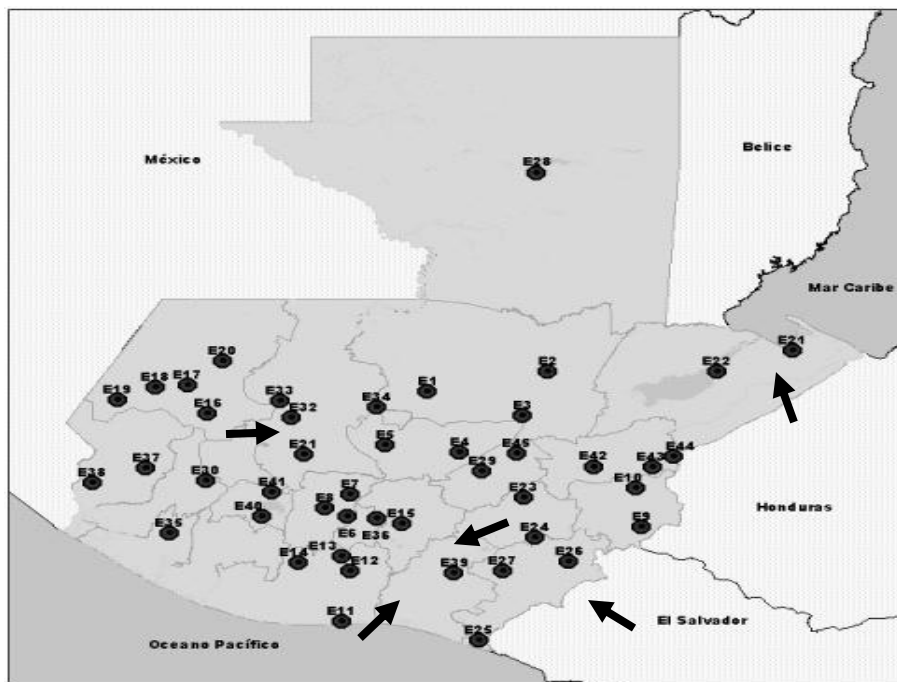 E28
México
Belice
Mar Caribe
E21
E22
E20
E2
E18
E17
E19
E1
E33
E34
E16
E32
E3
E5
E4
E45
E44
E21
E29
E42
E43
E37
E38
E30
E41
E7
E10
E23
Honduras
E8
E40
E15
E6
E36
E9
E35
E24
E13
E14
E12
E39
E27
E26
E11
El Salvador
E25
Oceano Pacífico